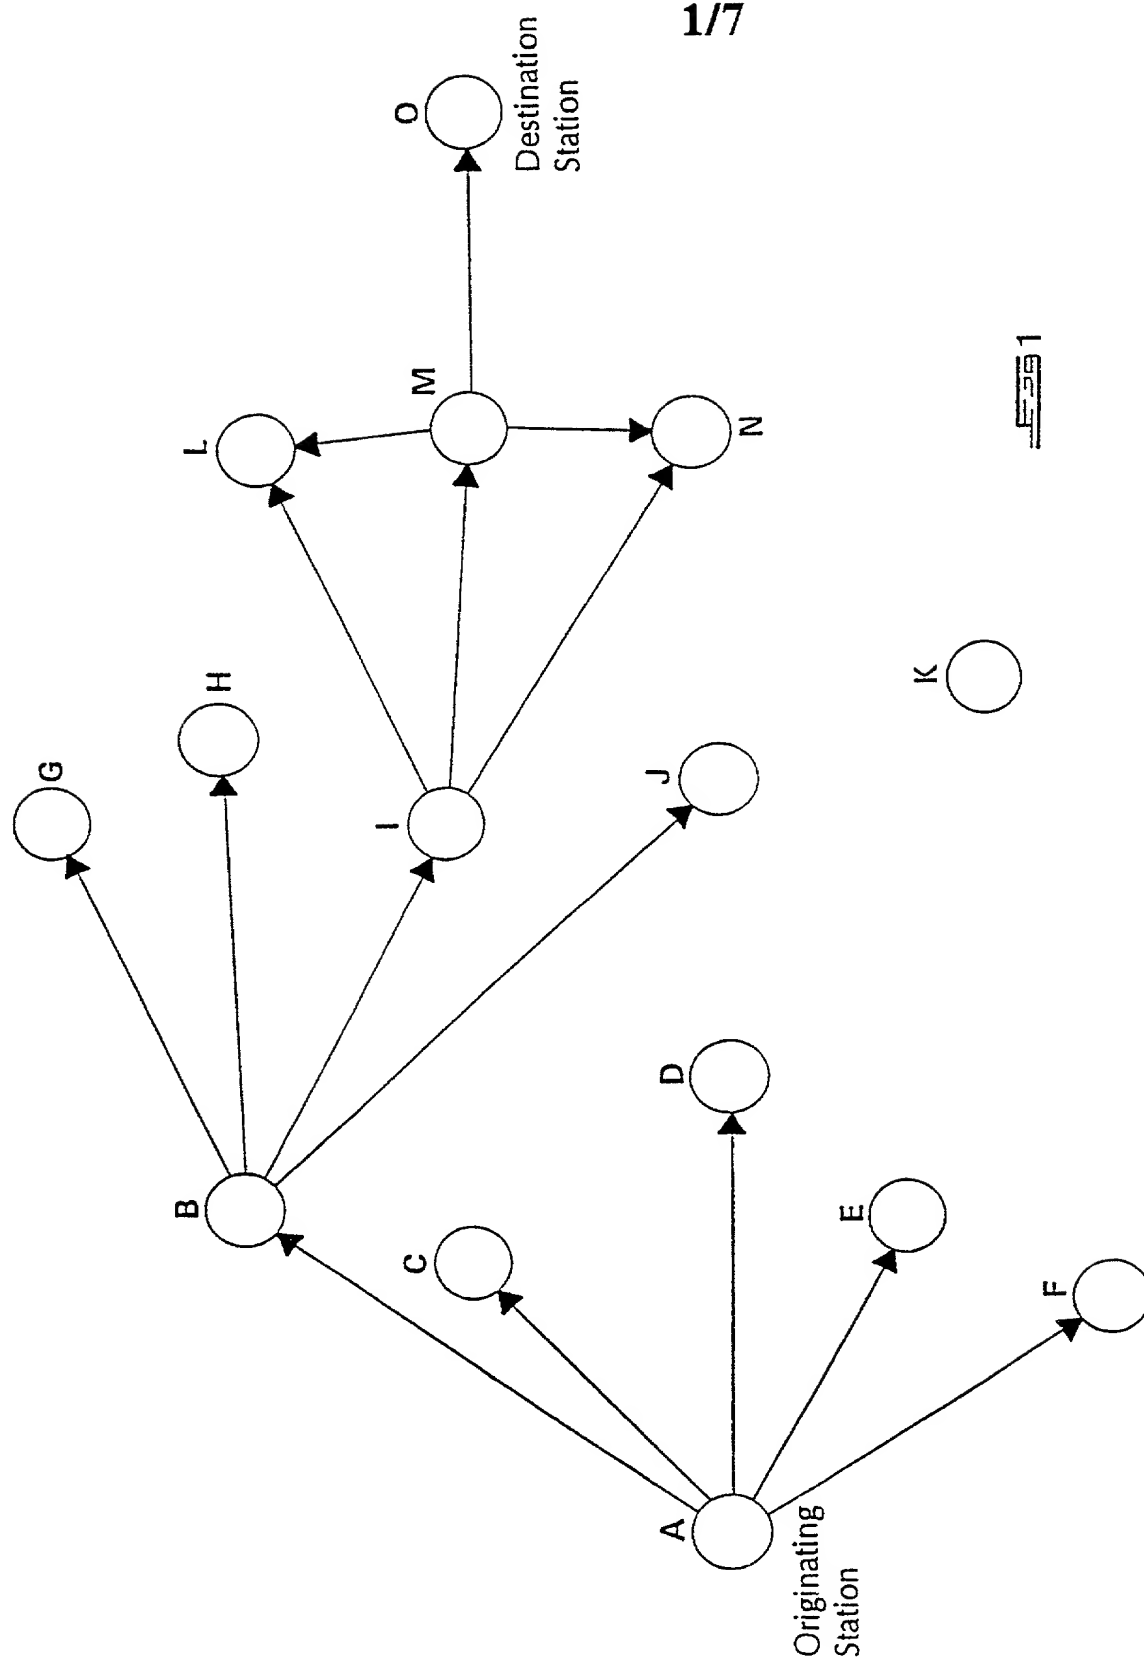 1/7
O
Destination
Station
M
L
N
H
G
I
J
K
D
B
C
E
F
A
Originating
Station